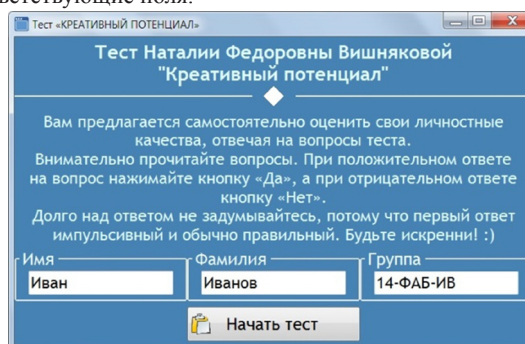 ветствующие поля.
Тест «КРЕАТИВНЫЙ ПОТЕНЦИАЛ»
Тест Наталии Федоровны Вишняковой
"Креативный потенциал"
Вам предлагается самостоятельно оценить свои личностные
качества, отвечая на вопросы теста.
Внимательно прочитайте вопросы. При положительном ответе
на вопрос нажимайте кнопку «Да», а при отрицательном ответе
кнопку «Нет».
Долго над ответом не задумывайтесь, потому что первый ответ
импульсивный и обычно правильный. Будьте искренни! :)
Имя Фамилия Группа
Иван Иванов 14-ФАБ-ИВ
Начать тест